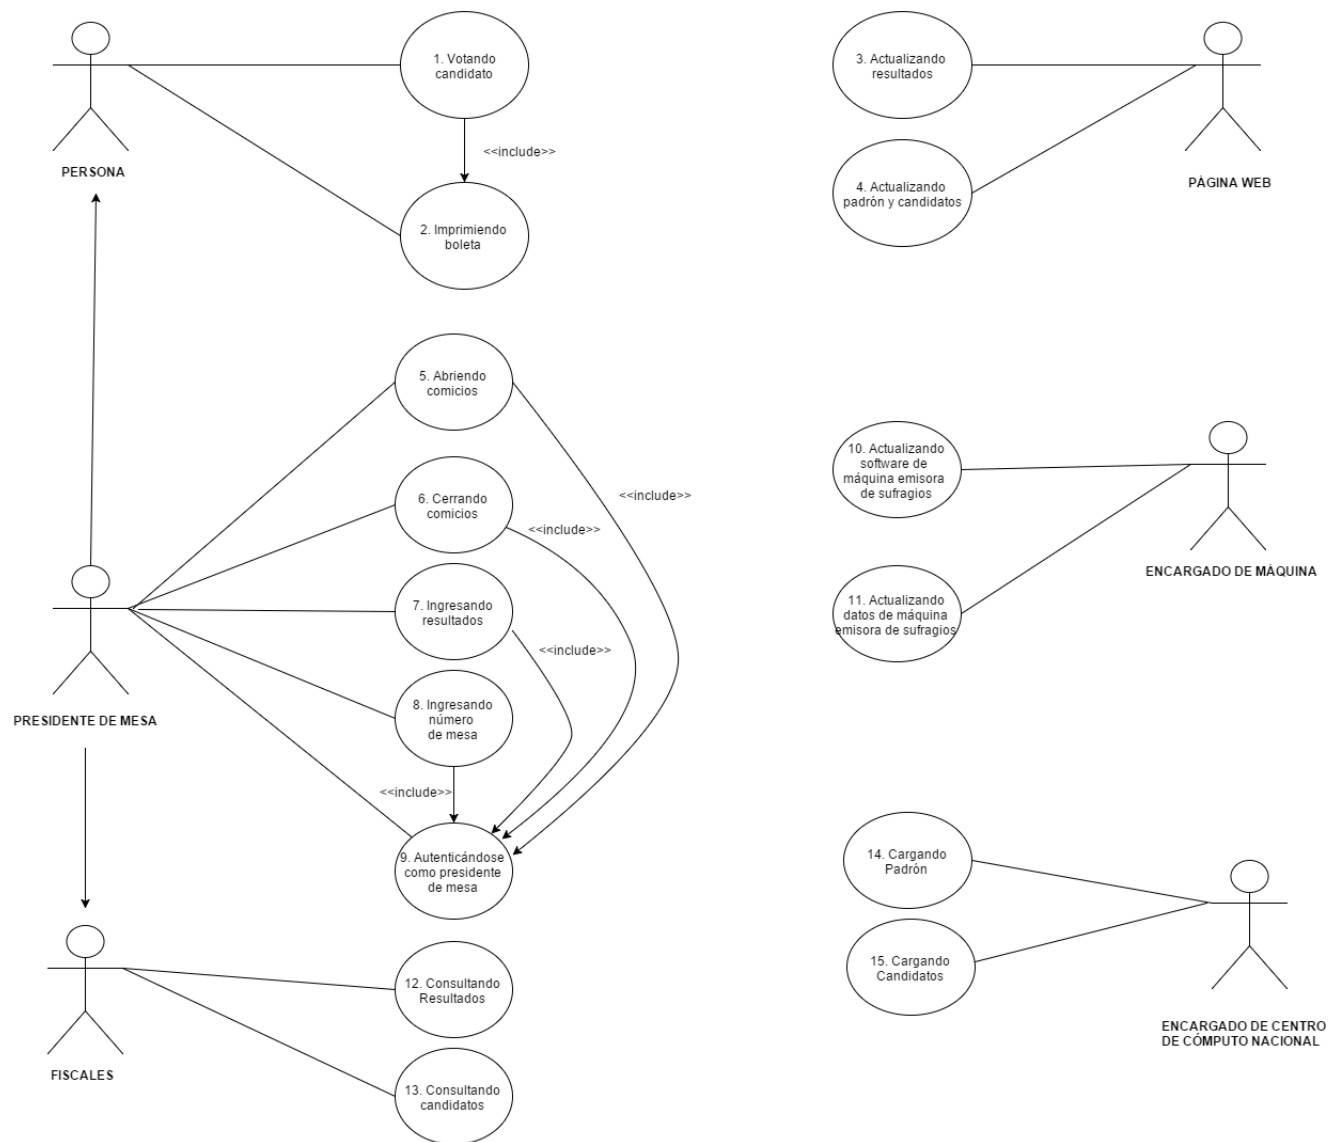 1. Votando
candidato
<<include>>
2. Imprimiendo
boleta
PERSONA
3. Actualizando
resultados
4. Actualizando
padrón y candidatos
PÁGINA WEB
5. Abriendo
comicios
6. Cerrando
comicios
<<include>>
<<include>>
7. Ingresando
resultados
<<include>>
8. Ingresando
número
de mesa
<<include>>
9. Autenticándose
como presidente
de mesa
PRESIDENTE DE MESA
10. Actualizando
software de
máquina emisora
de sufragios
11. Actualizando
datos de máquina
emisora de sufragios
ENCARGADO DE MÁQUINA
12. Consultando
Resultados
13. Consultando
candidatos
FISCALES
14. Cargando
Padrón
15. Cargando
Candidatos
ENCARGADO DE CENTRO
DE CÓMPUTO NACIONAL